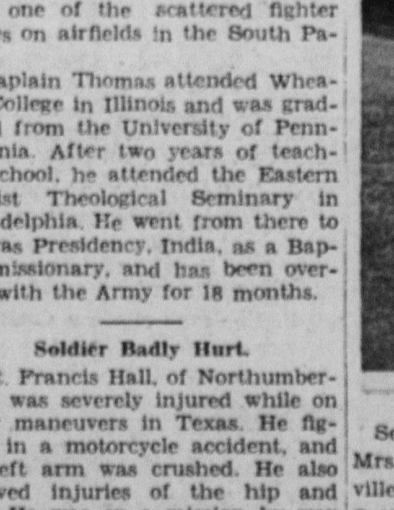 one of the scattered fighter
s on airfields in the South Pa-
aplain Thomas attended Whea-
College in Illinois and was grad-
from the University of Penn-
nia. After two years of teach-
school, he attended the Eastern
ist Theological Seminary in
delphia. He went from there to
as Presidency, India, as a Bap-
missionary, and has been over-
with the Army for 18 months.
Soldier Badly Hurt.
. Francis Hall, of Northumber-
was severely injured while on
maneuvers in Texas. He fig-
in a motorcycle accident, and
eft arm was crushed. He also
ved injuries of the hip and
Se
Mrs
ville